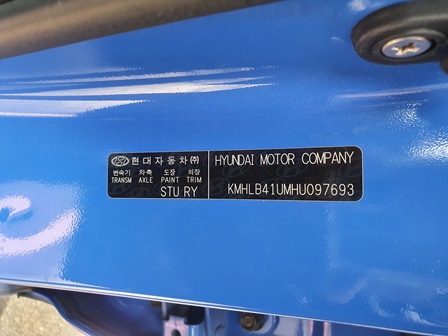 현대자동차㈜ HYUNDAI MOTOR COMPANY
변속기 차축 도장 의장
TRANSM AXLE PAINT TRIM
STU RY KMHLB41UMHU097693